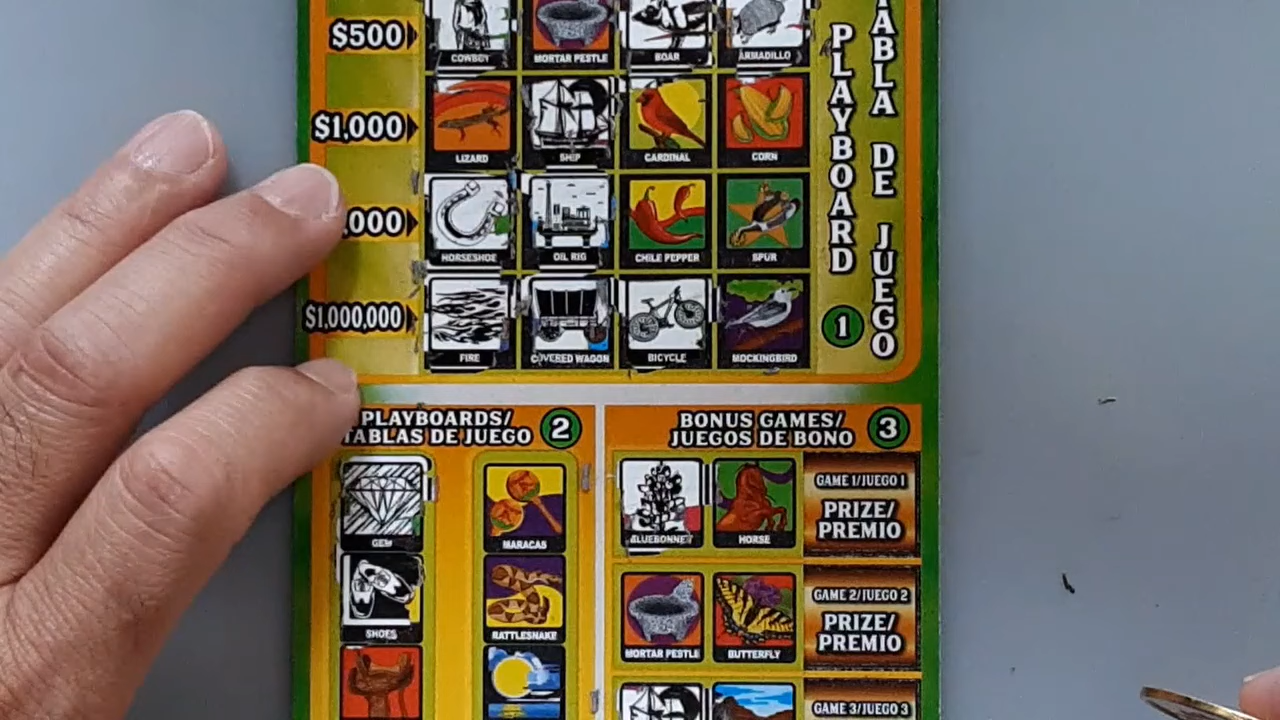 $500
COWBOY
MORTAR PESTLE
BOAR
ARMADILLO
$1,000
LIZARD
SHIP
CARDINAL
CORN
,000
HORSESHOE
OIL RIG
CHILE PEPPER
SPUR
$1,000,000
FIRE
COVERED WAGON
BICYCLE
MOCKINGBIRD
PLAYBOARD
TABLA DE JUEGO
1
PLAYBOARDS/
TABLAS DE JUEGO
2
GEM
MARACAS
SHOES
RATTLESNAKE
BONUS GAMES/
JUEGOS DE BONO
3
BLUEBONNET
HORSE
GAME 1/JUEGO 1
PRIZE/
PREMIO
MORTAR PESTLE
BUTTERFLY
GAME 2/JUEGO 2
PRIZE/
PREMIO
GAME 3/JUEGO 3